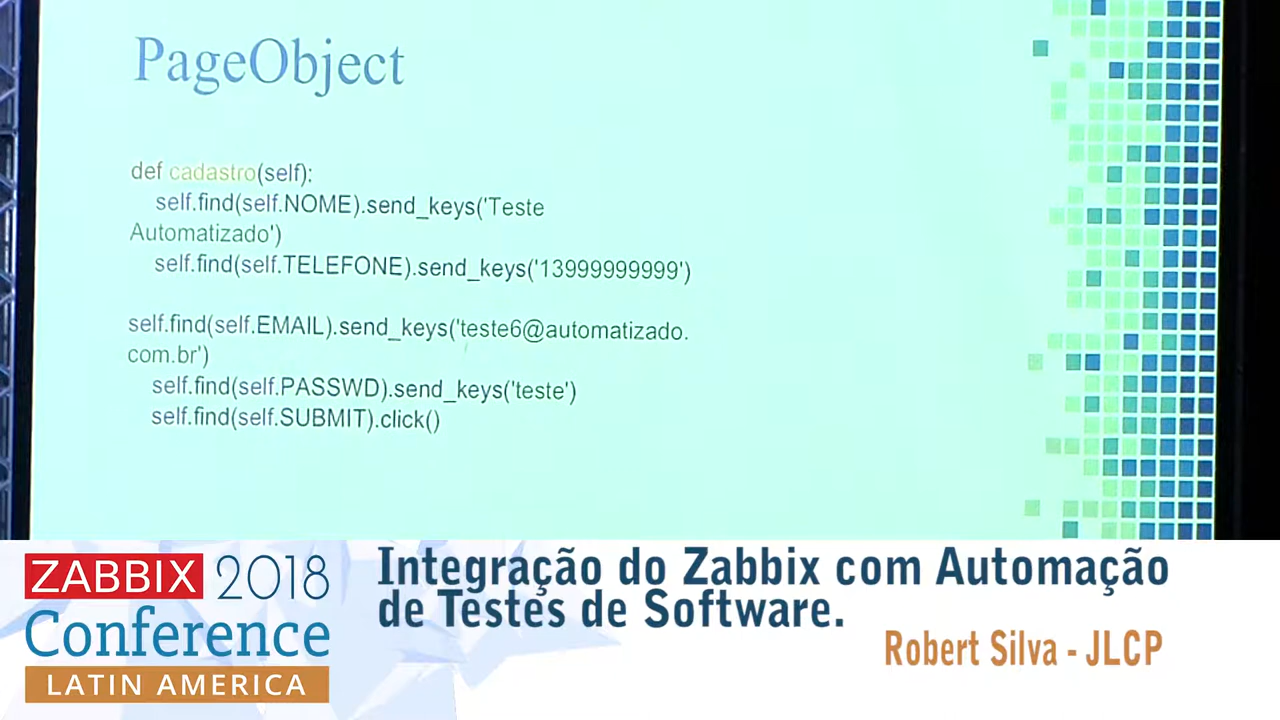 PageObject
def cadastro(self):
self.find(self.NOME).send_keys('Teste
Automatizado')
self.find(self.TELEFONE).send_keys('13999999999')
self.find(self.EMAIL).send_keys('teste6@automatizado.
com.br')
self.find(self.PASSWD).send_keys('teste')
self.find(self.SUBMIT).click()
ZABBIX 2018
Conference
LATIN AMERICA
Integração do Zabbix com Automação
de Testes de Software.
Robert Silva - JLCP